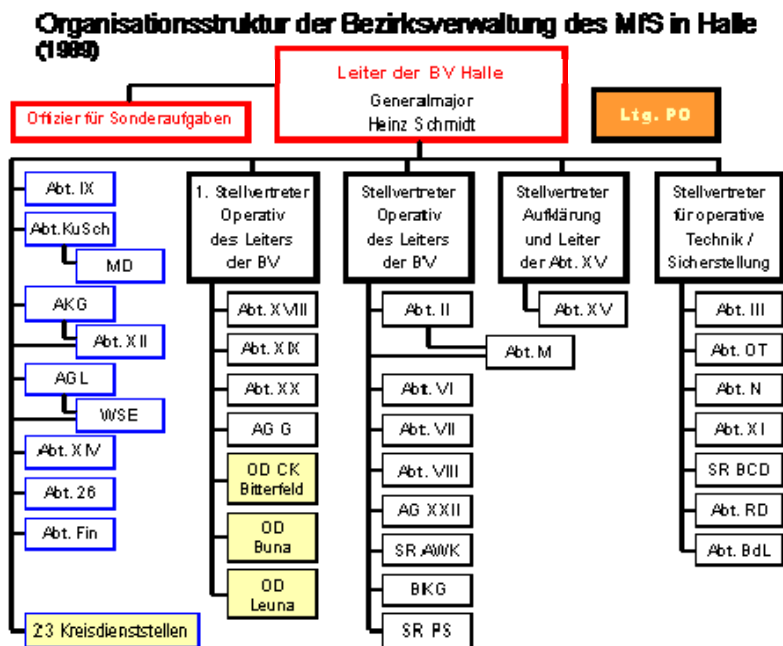 Organisationsstruktur der Bezirksverwaltung des MfS in Halle
(1989)
Leiter der BV Halle
Generalmajor
Heinz Schmidt
Offizier für Sonderaufgaben
Ltg. PO
Abt. IX
Abt.KuSch
MD
AKG
Abt. XII
AGL
WSE
Abt. XIV
Abt. 26
Abt. Fin
23 Kreisdienststellen
1. Stellvertreter
Operativ
des Leiters
der BV
Abt. XVIII
Abt. XIX
Abt. XX
AG G
OD CK
Bitterfeld
OD
Buna
OD
Leuna
Stellvertreter
Operativ
des Leiters
der BV
Abt. II
Abt. M
Abt. VI
Abt. VII
Abt. VIII
AG XXII
SR AWK
BKG
SR PS
Stellvertreter
Aufklärung
und Leiter
der Abt. XV
Abt. XV
Stellvertreter
für operative
Technik /
Sicherstellung
Abt. III
Abt. OT
Abt. N
Abt. XI
SR BCD
Abt. RD
Abt. BdL